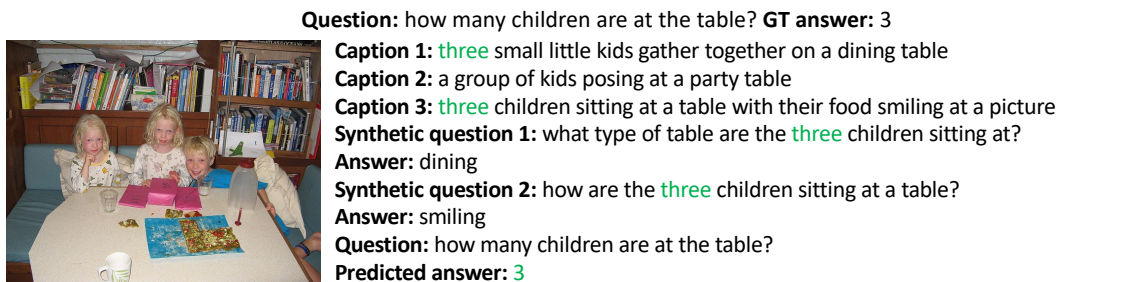 Question: how many children are at the table? GT answer: 3
Caption 1: three small little kids gather together on a dining table
Caption 2: a group of kids posing at a party table
Caption 3: three children sitting at a table with their food smiling at a picture
Synthetic question 1: what type of table are the three children sitting at?
Answer: dining
Synthetic question 2: how are the three children sitting at a table?
Answer: smiling
Question: how many children are at the table?
Predicted answer: 3